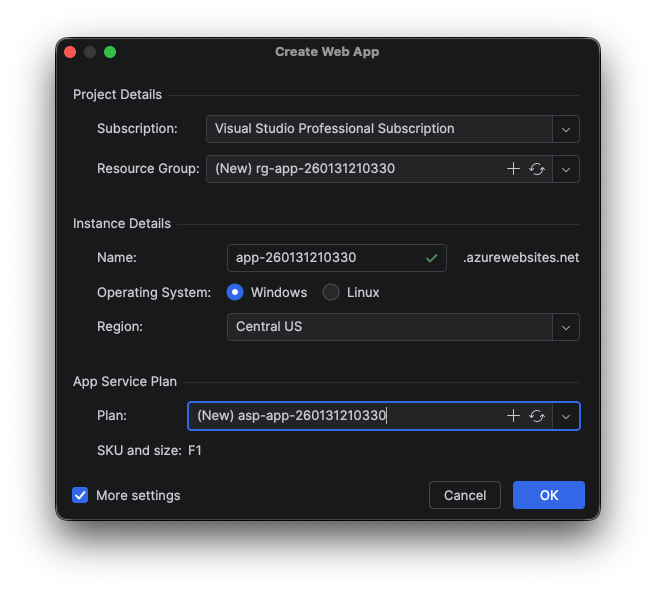 Create Web App
Project Details
Subscription: Visual Studio Professional Subscription
Resource Group: (New) rg-app-260131210330
Instance Details
Name: app-260131210330 .azurewebsites.net
Operating System: Windows Linux
Region: Central US
App Service Plan
Plan: (New) asp-app-260131210330
SKU and size: F1
More settings Cancel OK